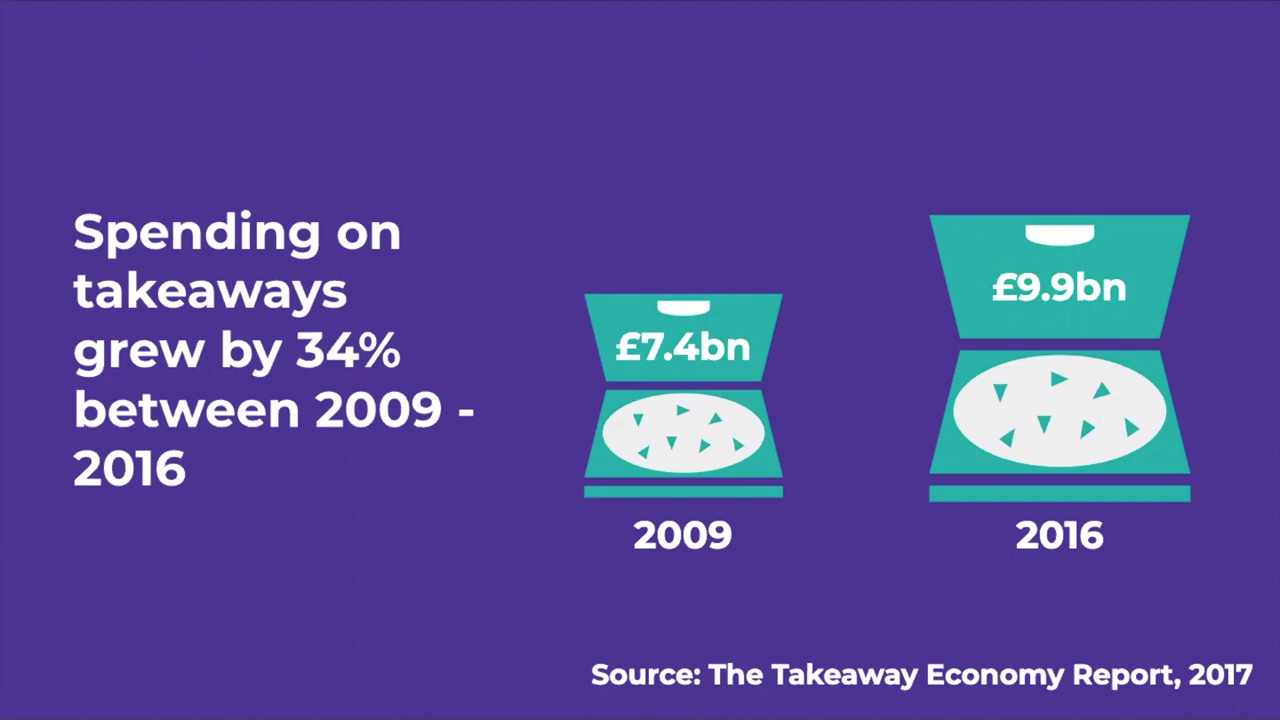 Spending on
takeaways
grew by 34%
between 2009 -
2016
£7.4bn
2009
£9.9bn
2016
Source: The Takeaway Economy Report, 2017